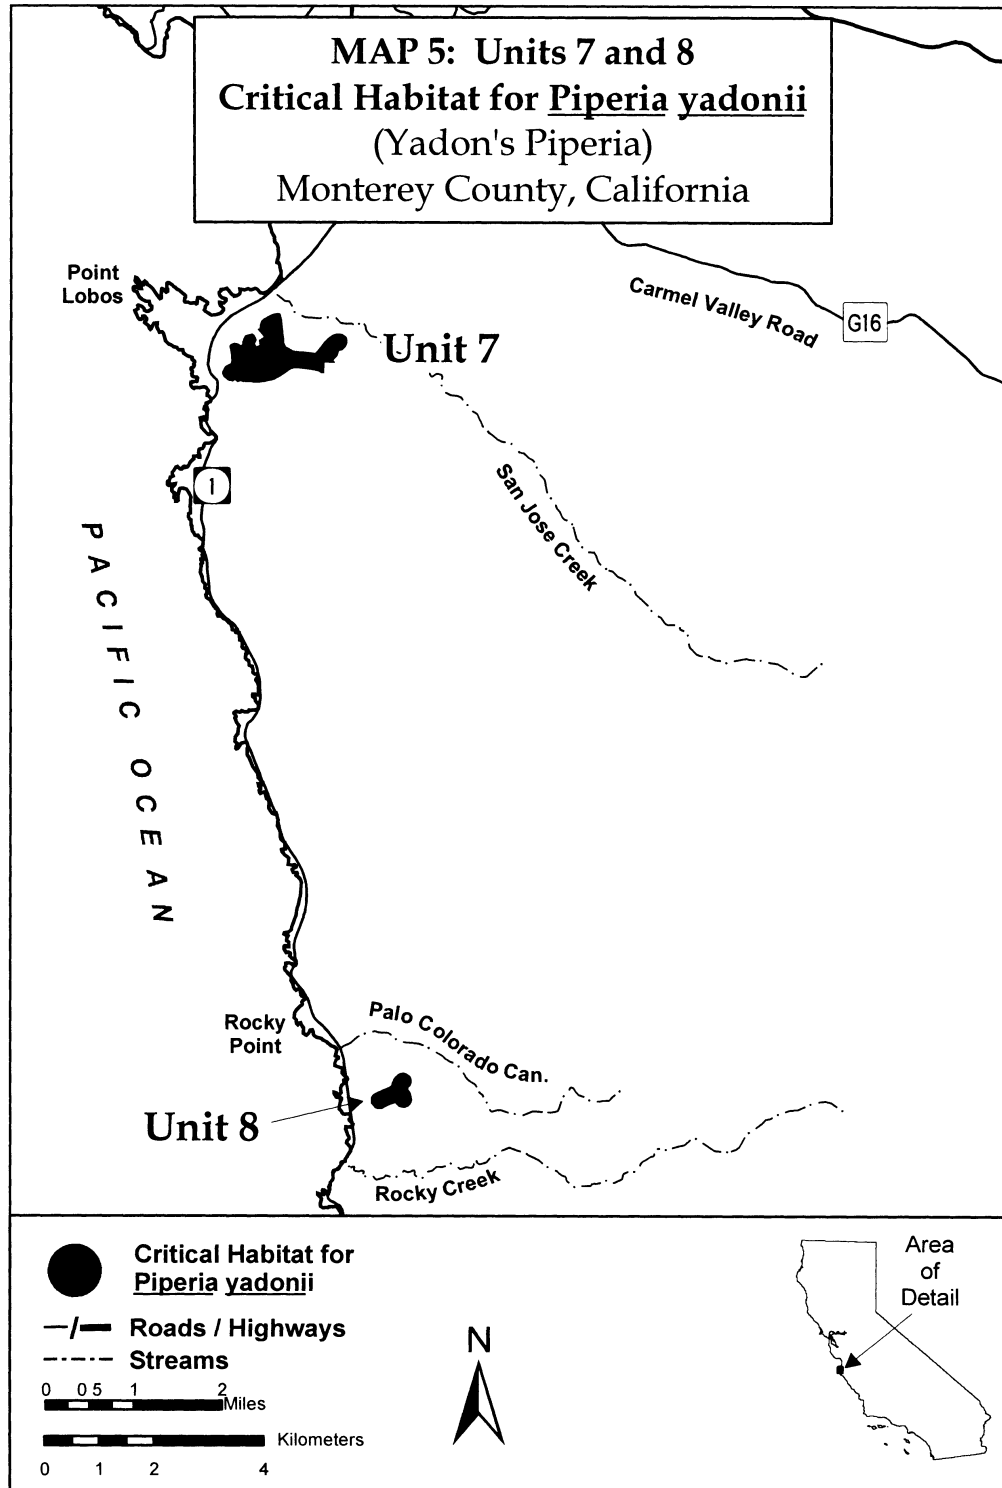 MAP 5: Units 7 and 8
Critical Habitat for Piperia yadonii
(Yadon's Piperia)
Monterey County, California
Point
Lobos
Carmel Valley Road
G16
Unit 7
San Jose Creek
1
PACIFIC OCEAN
Rocky
Point
Palo Colorado Can.
Unit 8
Rocky Creek
Critical Habitat for
Piperia yadonii
Roads / Highways
Streams
0 0 5 1 2
Miles
Kilometers
0 1 2 4
N
Area
of
Detail